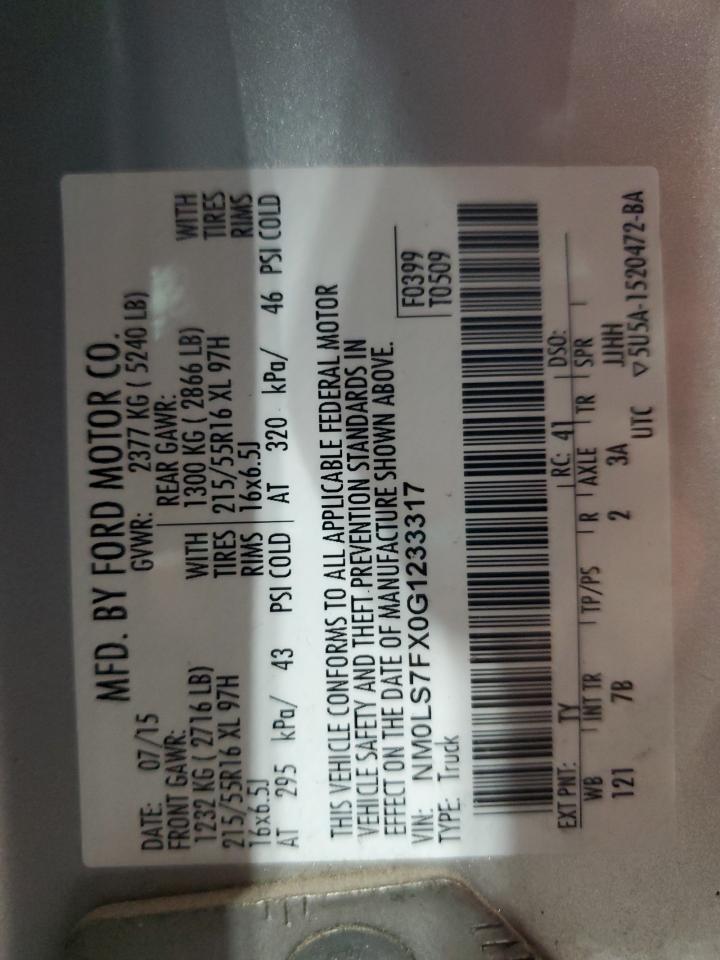 MFD. BY FORD MOTOR CO.
DATE: 07/15 GVWR: 2377 KG ( 5240 LB)
FRONT GAWR: REAR GAWR:
1232 KG ( 2716 LB) WITH 1300 KG ( 2866 LB) WITH
215/55R16 XL 97H TIRES 215/55R16 XL 97H TIRES
16x6.5J RIMS 16x6.5J RIMS
AT 295 kPa/ 43 PSI COLD AT 320 kPa/ 46 PSI COLD
THIS VEHICLE CONFORMS TO ALL APPLICABLE FEDERAL MOTOR
VEHICLE SAFETY AND THEFT PREVENTION STANDARDS IN
EFFECT ON THE DATE OF MANUFACTURE SHOWN ABOVE.
F0399
T0509
VIN: NM0LS7FX0G1233317
TYPE: Truck
EXT PNT: TY RC: 41 DSO:
WB INT TR TP/PS R AXLE TR SPR
121 7B 2 3A JJHH
UTC ▽5U5A-1520472-BA